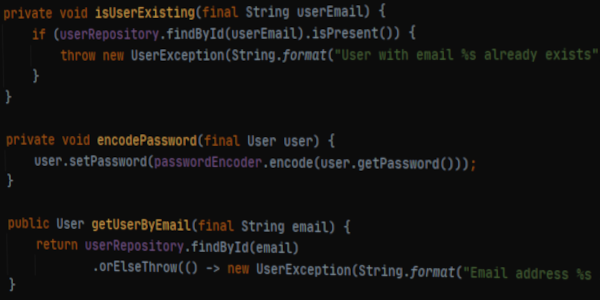 private void isUserExisting(final String userEmail) {
if (userRepository.findById(userEmail).isPresent()) {
throw new UserException(String.format("User with email %s already exists"
}
}
private void encodePassword(final User user) {
user.setPassword(passwordEncoder.encode(user.getPassword()));
}
public User getUserByEmail(final String email) {
return userRepository.findById(email)
.orElseThrow(() -> new UserException(String.format("Email address %s
}